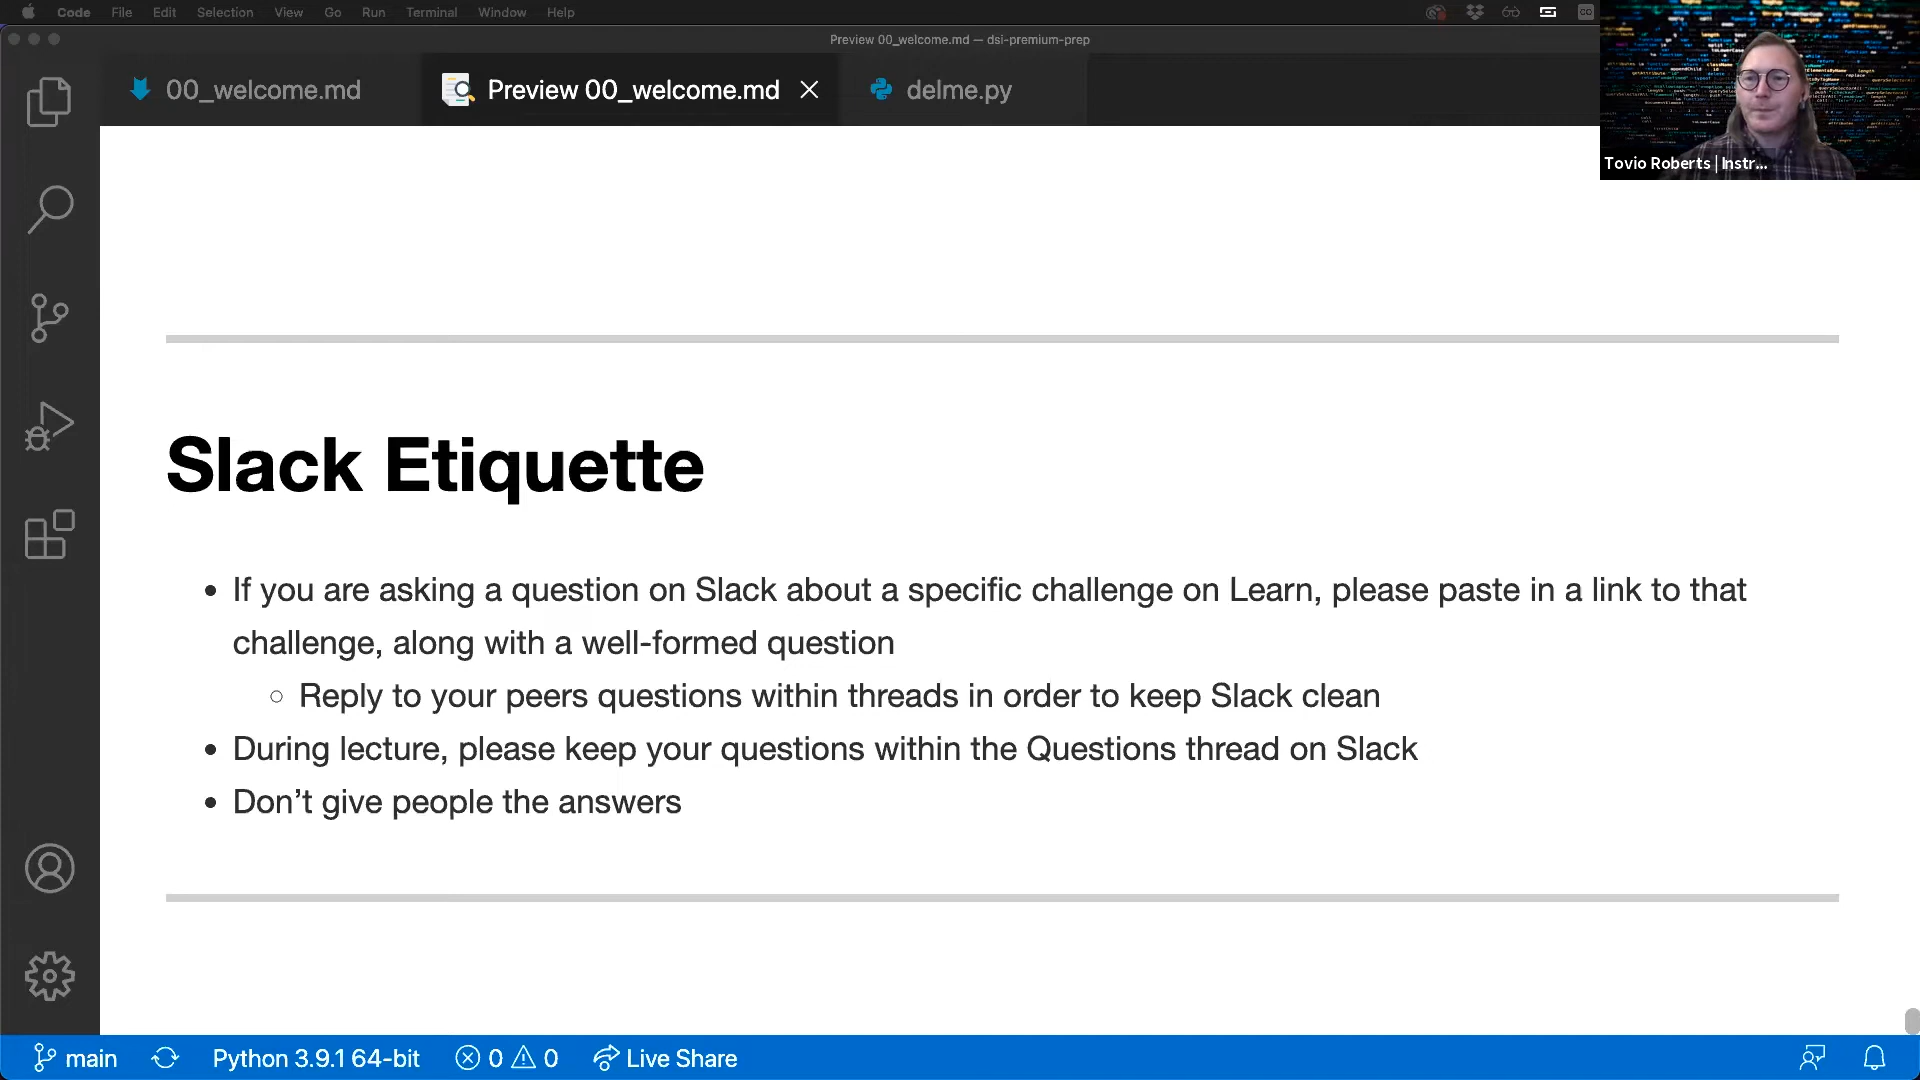 Code File Edit Selection View Go Run Terminal Window Help
Preview 00_welcome.md — dsi-premium-prep
00_welcome.md
Preview 00_welcome.md
delme.py
Tovio Roberts | Instr...
Slack Etiquette
If you are asking a question on Slack about a specific challenge on Learn, please paste in a link to that
challenge, along with a well-formed question
Reply to your peers questions within threads in order to keep Slack clean
During lecture, please keep your questions within the Questions thread on Slack
Don’t give people the answers
main Python 3.9.1 64-bit 0 0 Live Share